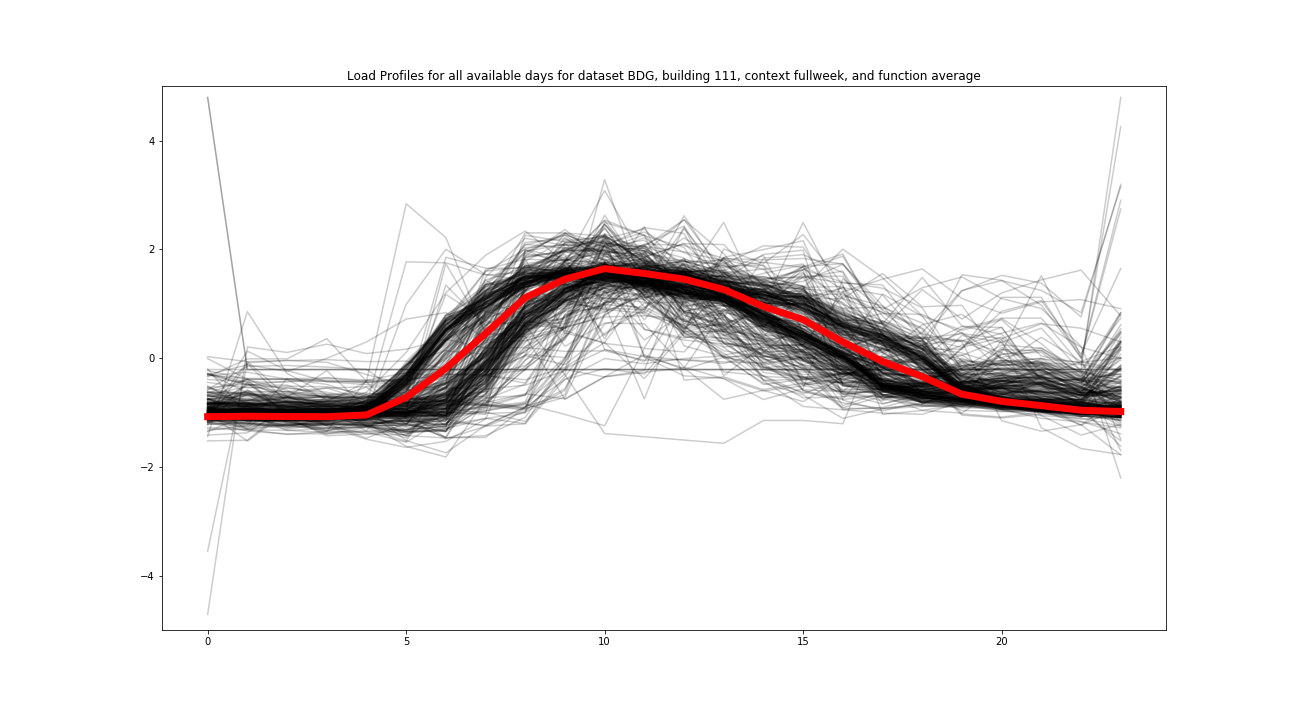 Load Profiles for all available days for dataset BDG, building 111, context fullweek, and function average
4
2
0
−2
−4
0 5 10 15 20